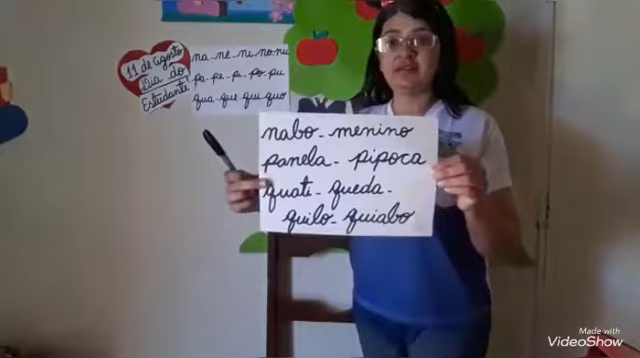 11 de Agosto
Dia do
Estudante!
na-ne-ni-no-nu
pa-pe-pi-po-pu
qua-que-qui-quo
nabo-menino
panela-pipoca
quati-queda-
quilo-quiabo
Made with
VideoShow